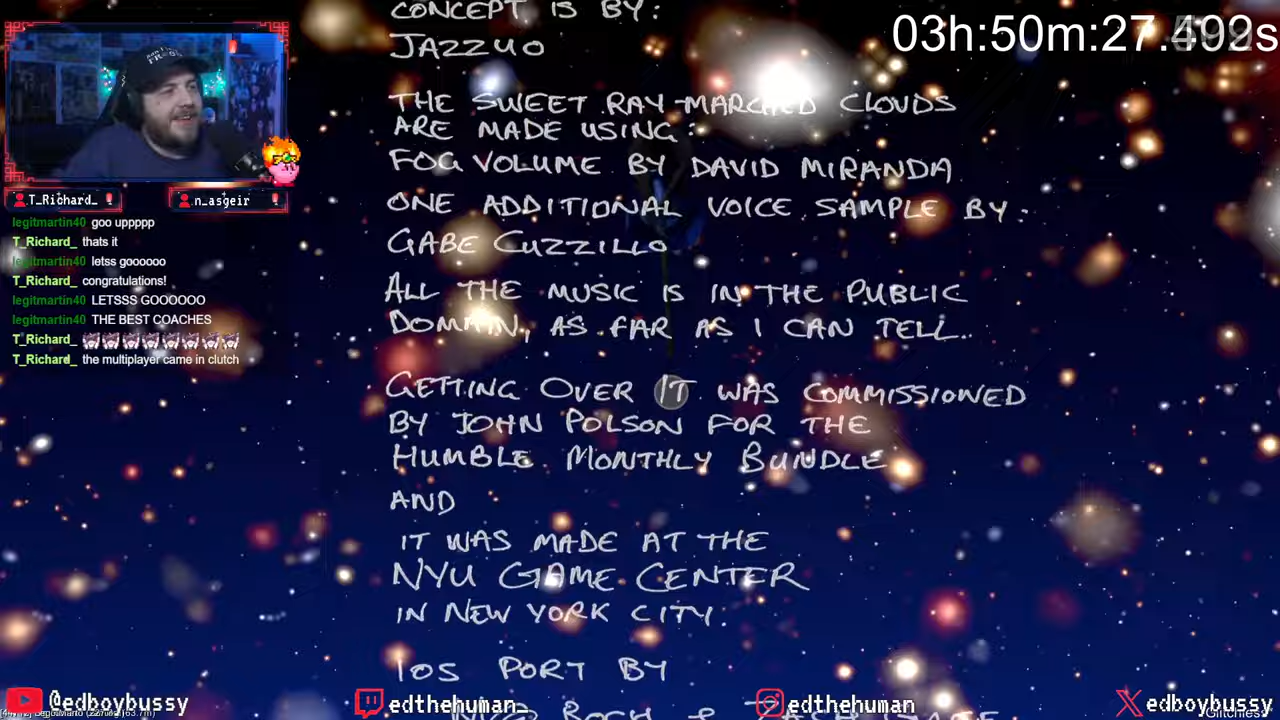 CONCEPT IS BY:
JAZZUO
03h:50m:27.492s
THE SWEET RAY-MARCHED CLOUDS
ARE MADE USING:
FOG VOLUME BY DAVID MIRANDA
ONE ADDITIONAL VOICE SAMPLE BY:
GABE CUZZILLO
ALL THE MUSIC IS IN THE PUBLIC
DOMAIN, AS FAR AS I CAN TELL.
GETTING OVER IT WAS COMMISSIONED
BY JOHN POLSON FOR THE
HUMBLE MONTHLY BUNDLE
AND
IT WAS MADE AT THE
NYU GAME CENTER
IN NEW YORK CITY.
IOS PORT BY
T_Richard_
n_asgeir
legitmartin40 goo uppppp
T_Richard_ thats it
legitmartin40 letss goooooo
T_Richard_ congratulations!
legitmartin40 LETSSS GOOOOOO
legitmartin40 THE BEST COACHES
T_Richard_
T_Richard_ the multiplayer came in clutch
@edboybussy
edthehuman_
edthehuman_
edboybussy
Glitchless